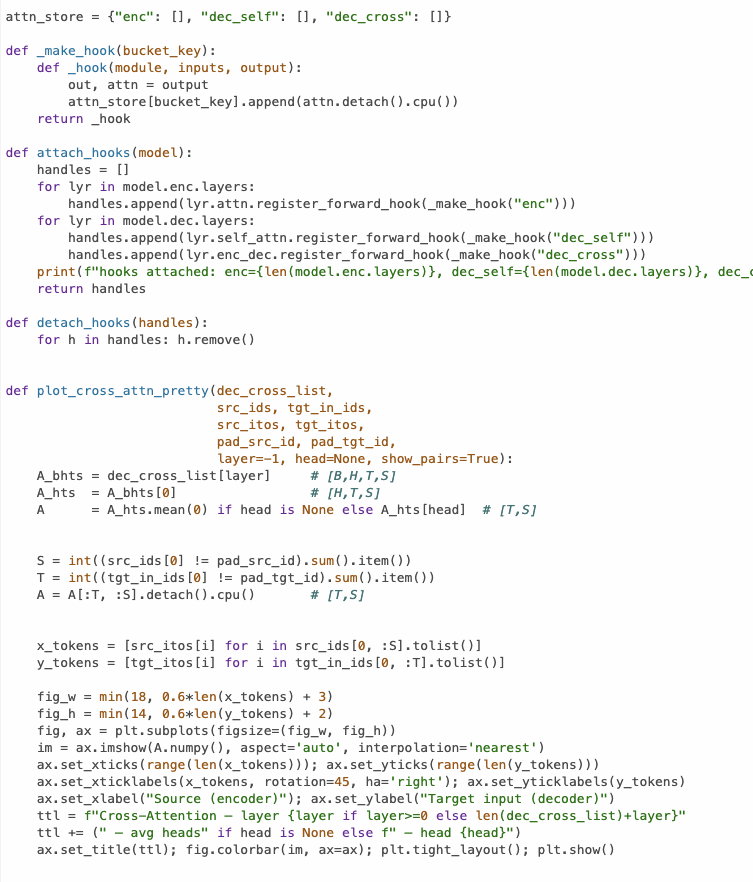 attn_store = {"enc": [], "dec_self": [], "dec_cross": []}

def _make_hook(bucket_key):
    def _hook(module, inputs, output):
        out, attn = output
        attn_store[bucket_key].append(attn.detach().cpu())
    return _hook

def attach_hooks(model):
    handles = []
    for lyr in model.enc.layers:
        handles.append(lyr.attn.register_forward_hook(_make_hook("enc")))
    for lyr in model.dec.layers:
        handles.append(lyr.self_attn.register_forward_hook(_make_hook("dec_self")))
        handles.append(lyr.enc_dec.register_forward_hook(_make_hook("dec_cross")))
    print(f"hooks attached: enc={len(model.enc.layers)}, dec_self={len(model.dec.layers)}, dec_c
    return handles

def detach_hooks(handles):
    for h in handles: h.remove()


def plot_cross_attn_pretty(dec_cross_list,
                           src_ids, tgt_in_ids,
                           src_itos, tgt_itos,
                           pad_src_id, pad_tgt_id,
                           layer=-1, head=None, show_pairs=True):
    A_bhts = dec_cross_list[layer]     # [B,H,T,S]
    A_hts  = A_bhts[0]                 # [H,T,S]
    A      = A_hts.mean(0) if head is None else A_hts[head]  # [T,S]


    S = int((src_ids[0] != pad_src_id).sum().item())
    T = int((tgt_in_ids[0] != pad_tgt_id).sum().item())
    A = A[:T, :S].detach().cpu()       # [T,S]


    x_tokens = [src_itos[i] for i in src_ids[0, :S].tolist()]
    y_tokens = [tgt_itos[i] for i in tgt_in_ids[0, :T].tolist()]

    fig_w = min(18, 0.6*len(x_tokens) + 3)
    fig_h = min(14, 0.6*len(y_tokens) + 2)
    fig, ax = plt.subplots(figsize=(fig_w, fig_h))
    im = ax.imshow(A.numpy(), aspect='auto', interpolation='nearest')
    ax.set_xticks(range(len(x_tokens))); ax.set_yticks(range(len(y_tokens)))
    ax.set_xticklabels(x_tokens, rotation=45, ha='right'); ax.set_yticklabels(y_tokens)
    ax.set_xlabel("Source (encoder)"); ax.set_ylabel("Target input (decoder)")
    ttl = f"Cross-Attention — layer {layer if layer>=0 else len(dec_cross_list)+layer}"
    ttl += (" — avg heads" if head is None else f" — head {head}")
    ax.set_title(ttl); fig.colorbar(im, ax=ax); plt.tight_layout(); plt.show()